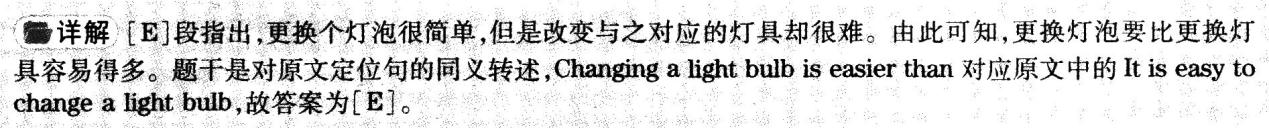 详解 [E]段指出,更换个灯泡很简单,但是改变与之对应的灯具却很难。由此可知,更换灯泡要比更换灯
具容易得多。题干是对原文定位句的同义转述,Changing a light bulb is easier than 对应原文中的 It is easy to
change a light bulb,故答案为[E]。